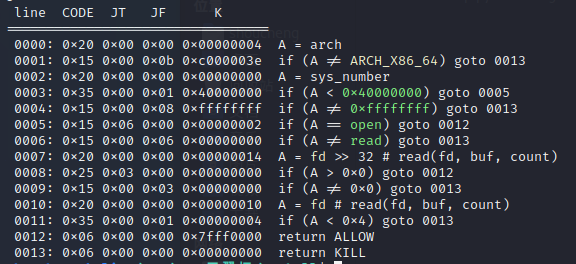 line CODE JT JF K
=================================
0000: 0x20 0x00 0x00 0x00000004 A = arch
0001: 0x15 0x00 0x0b 0xc000003e if (A ≠ ARCH_X86_64) goto 0013
0002: 0x20 0x00 0x00 0x00000000 A = sys_number
0003: 0x35 0x00 0x01 0x40000000 if (A < 0x40000000) goto 0005
0004: 0x15 0x00 0x08 0xffffffff if (A ≠ 0xffffffff) goto 0013
0005: 0x15 0x06 0x00 0x00000002 if (A == open) goto 0012
0006: 0x15 0x00 0x06 0x00000000 if (A ≠ read) goto 0013
0007: 0x20 0x00 0x00 0x00000014 A = fd >> 32 # read(fd, buf, count)
0008: 0x25 0x03 0x00 0x00000000 if (A > 0x0) goto 0012
0009: 0x15 0x00 0x03 0x00000000 if (A ≠ 0x0) goto 0013
0010: 0x20 0x00 0x00 0x00000010 A = fd # read(fd, buf, count)
0011: 0x35 0x00 0x01 0x00000004 if (A < 0x4) goto 0013
0012: 0x06 0x00 0x00 0x7fff0000 return ALLOW
0013: 0x06 0x00 0x00 0x00000000 return KILL